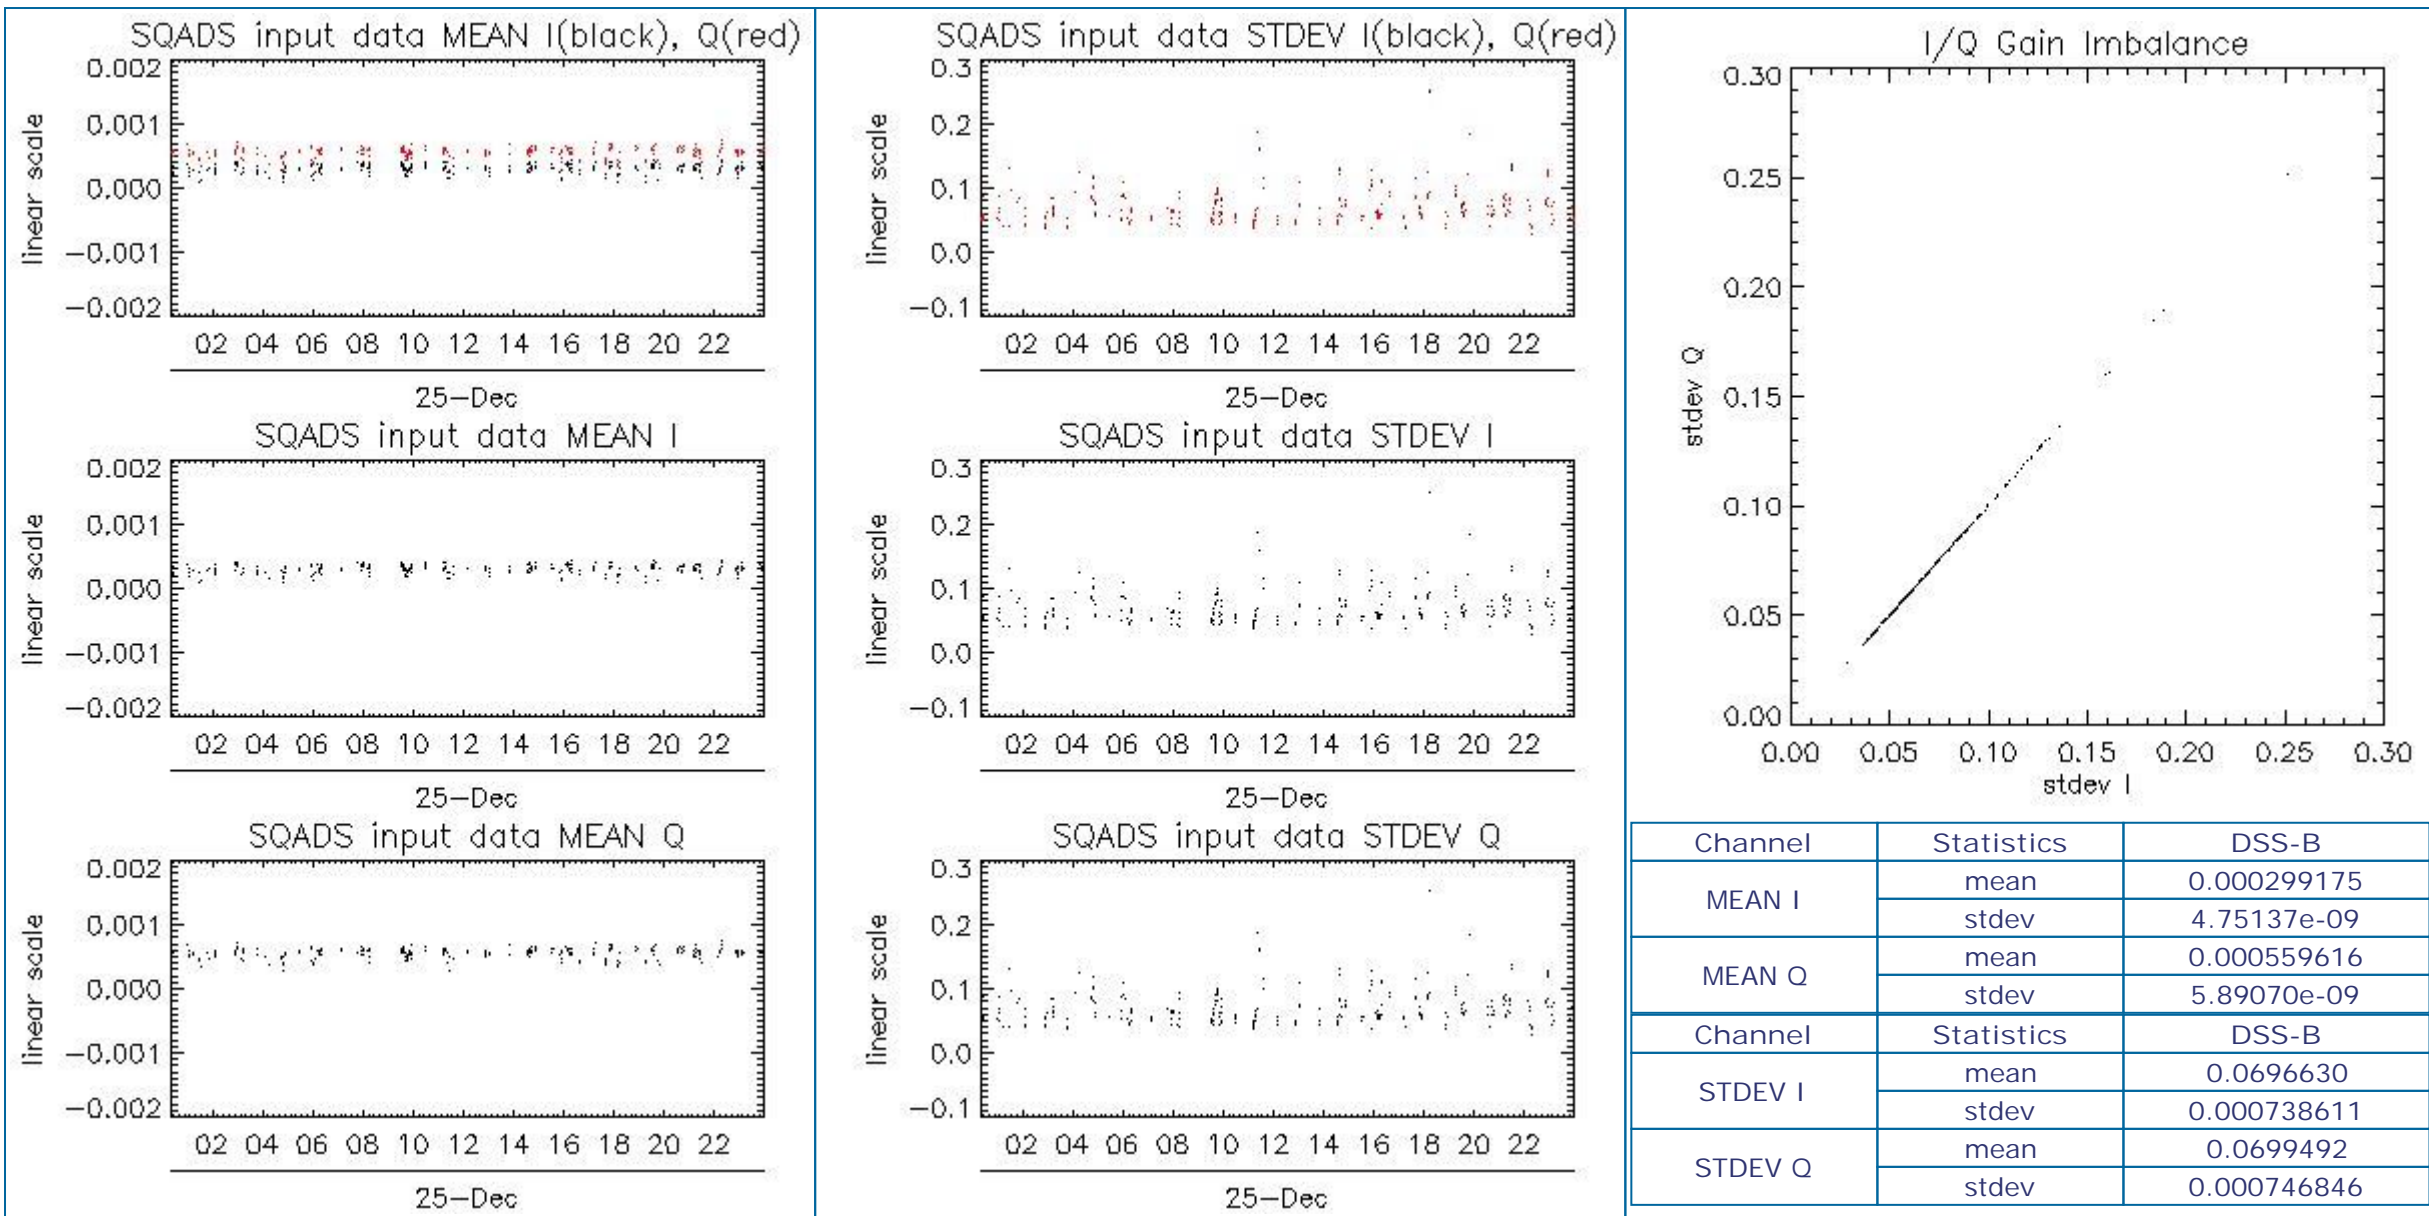 SQADS input data MEAN I(black), Q(red)
linear scale
0.002
0.001
0.000
−0.001
−0.002
02 04 06 08 10 12 14 16 18 20 22
25−Dec
SQADS input data MEAN I
linear scale
0.002
0.001
0.000
−0.001
−0.002
02 04 06 08 10 12 14 16 18 20 22
25−Dec
SQADS input data MEAN Q
linear scale
0.002
0.001
0.000
−0.001
−0.002
02 04 06 08 10 12 14 16 18 20 22
25−Dec
SQADS input data STDEV I(black), Q(red)
linear scale
0.3
0.2
0.1
0.0
−0.1
02 04 06 08 10 12 14 16 18 20 22
25−Dec
SQADS input data STDEV I
linear scale
0.3
0.2
0.1
0.0
−0.1
02 04 06 08 10 12 14 16 18 20 22
25−Dec
SQADS input data STDEV Q
linear scale
0.3
0.2
0.1
0.0
−0.1
02 04 06 08 10 12 14 16 18 20 22
25−Dec
I/Q Gain Imbalance
stdev Q
0.30
0.25
0.20
0.15
0.10
0.05
0.00
0.00 0.05 0.10 0.15 0.20 0.25 0.30
stdev I
Channel Statistics DSS-B
MEAN I mean 0.000299175
stdev 4.75137e-09
MEAN Q mean 0.000559616
stdev 5.89070e-09
Channel Statistics DSS-B
STDEV I mean 0.0696630
stdev 0.000738611
STDEV Q mean 0.0699492
stdev 0.000746846